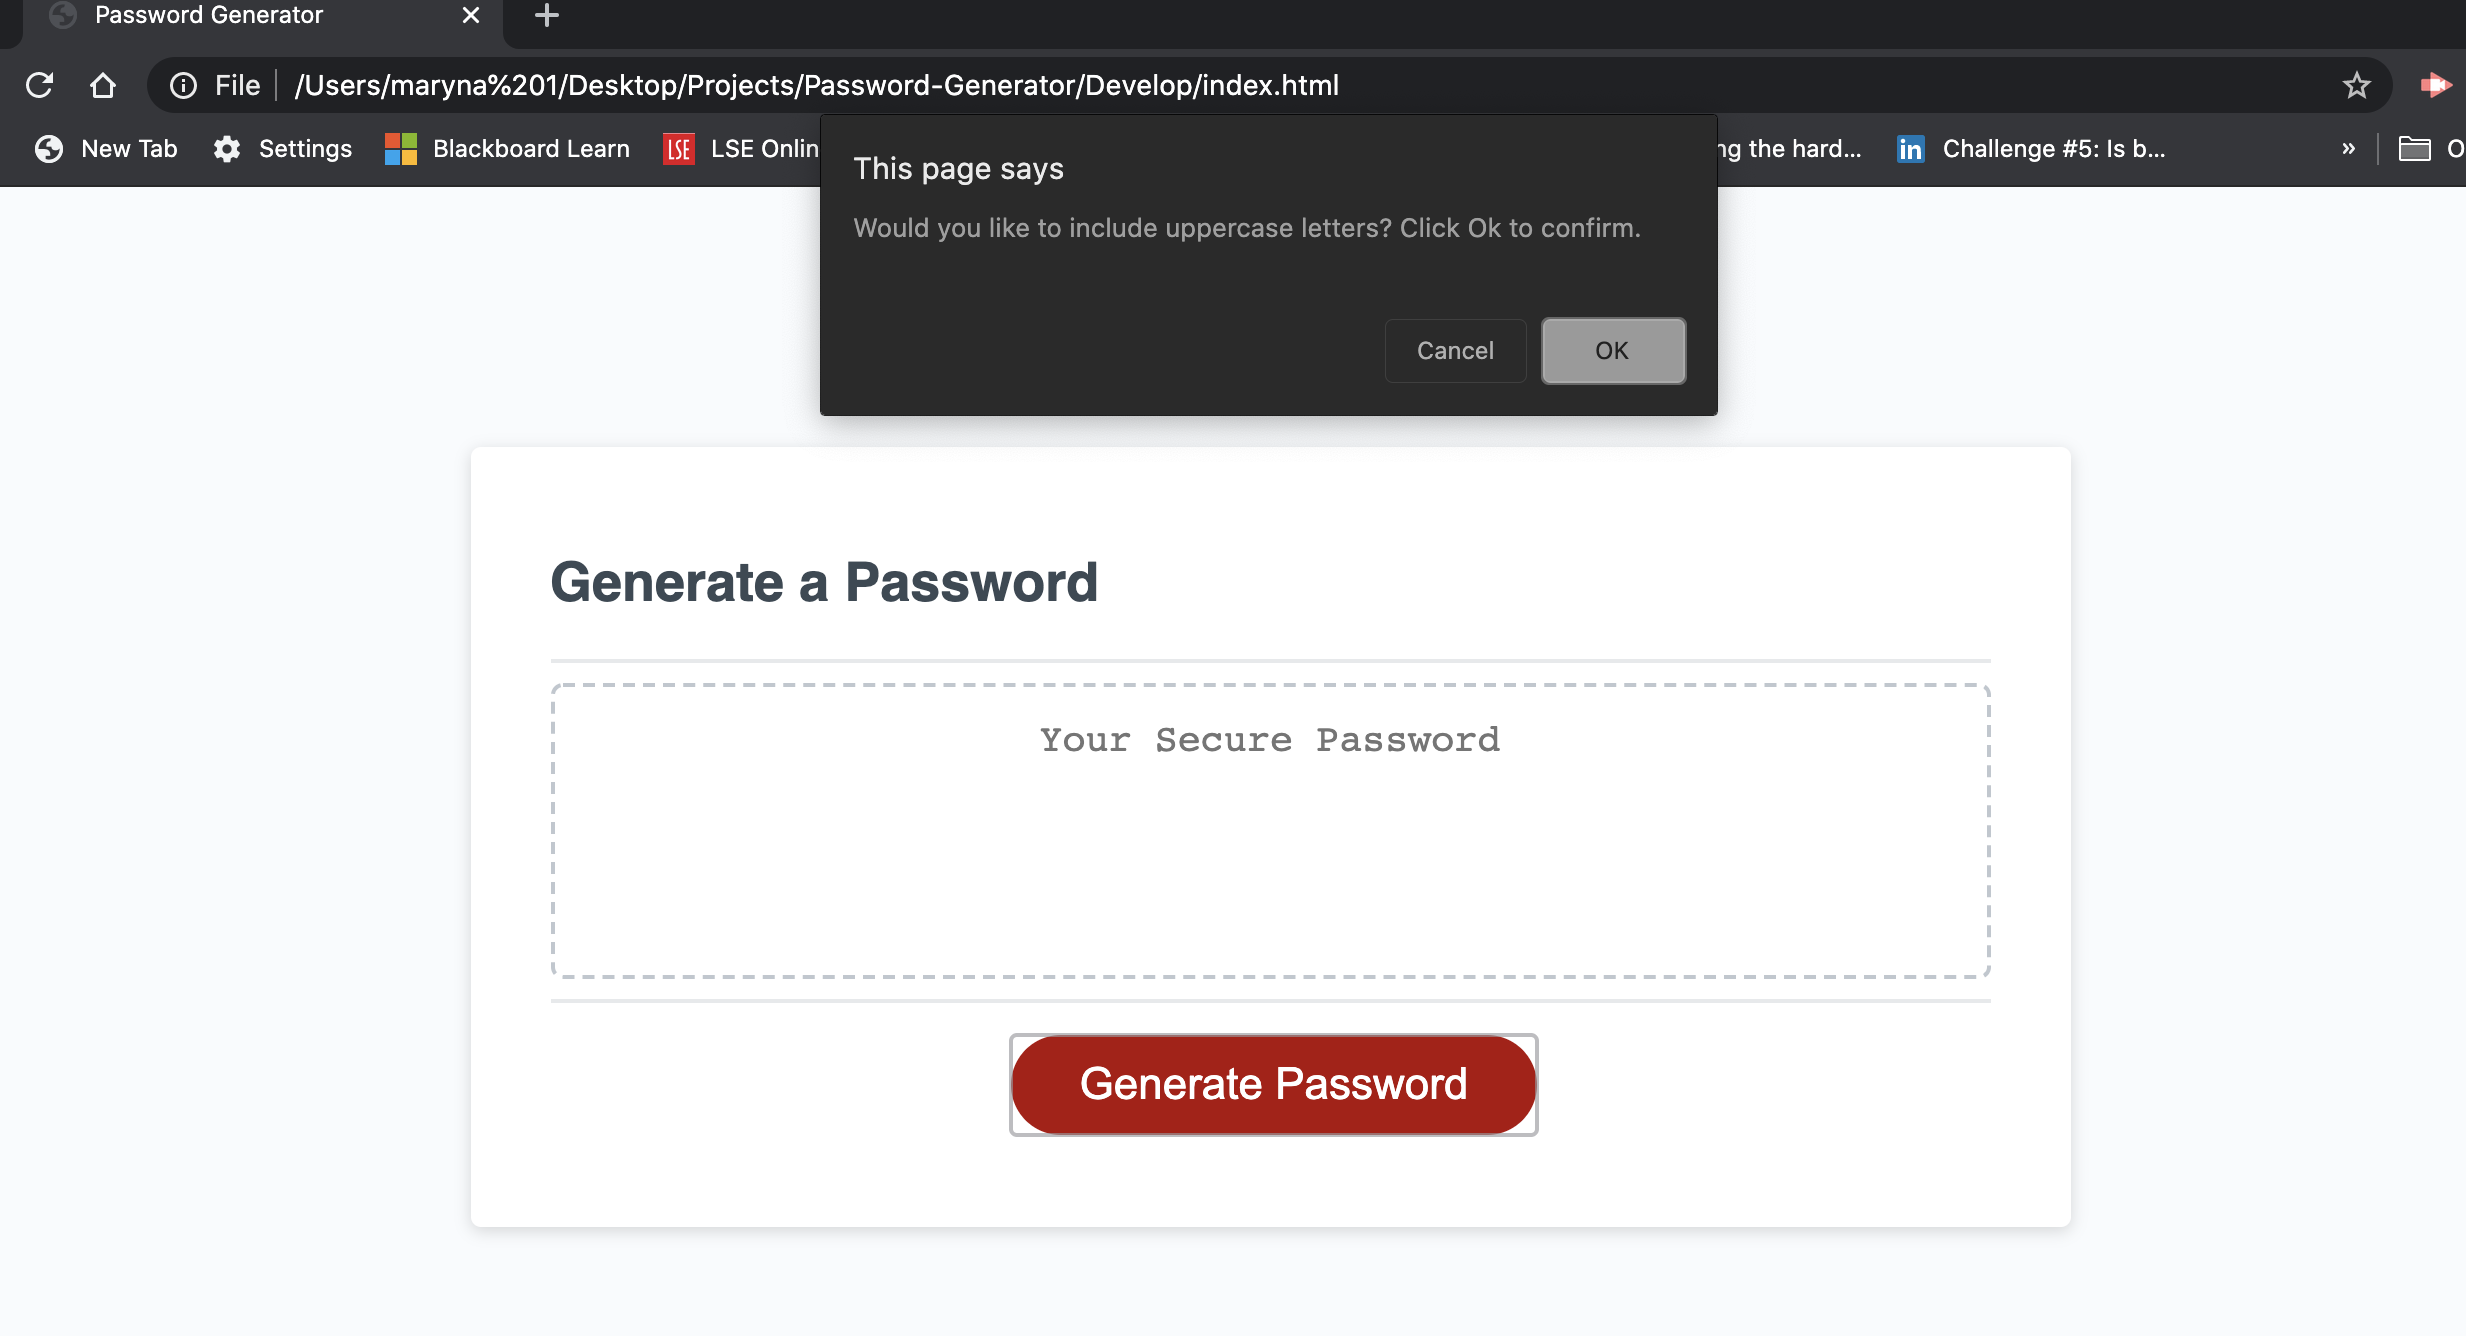 Password Generator
File /Users/maryna%201/Desktop/Projects/Password-Generator/Develop/index.html
New Tab Settings Blackboard Learn LSE LSE Onlin ng the hard... in Challenge #5: Is b... » O
This page says
Would you like to include uppercase letters? Click Ok to confirm.
Cancel OK
Generate a Password
Your Secure Password
Generate Password